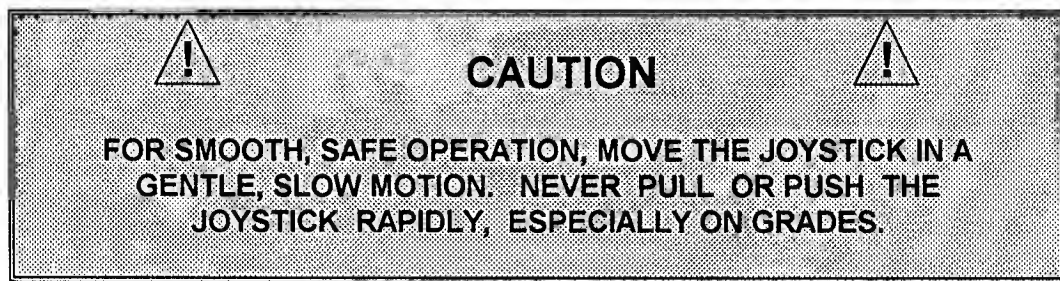 CAUTION
FOR SMOOTH, SAFE OPERATION, MOVE THE JOYSTICK IN A
GENTLE, SLOW MOTION. NEVER PULL OR PUSH THE
JOYSTICK RAPIDLY, ESPECIALLY ON GRADES.